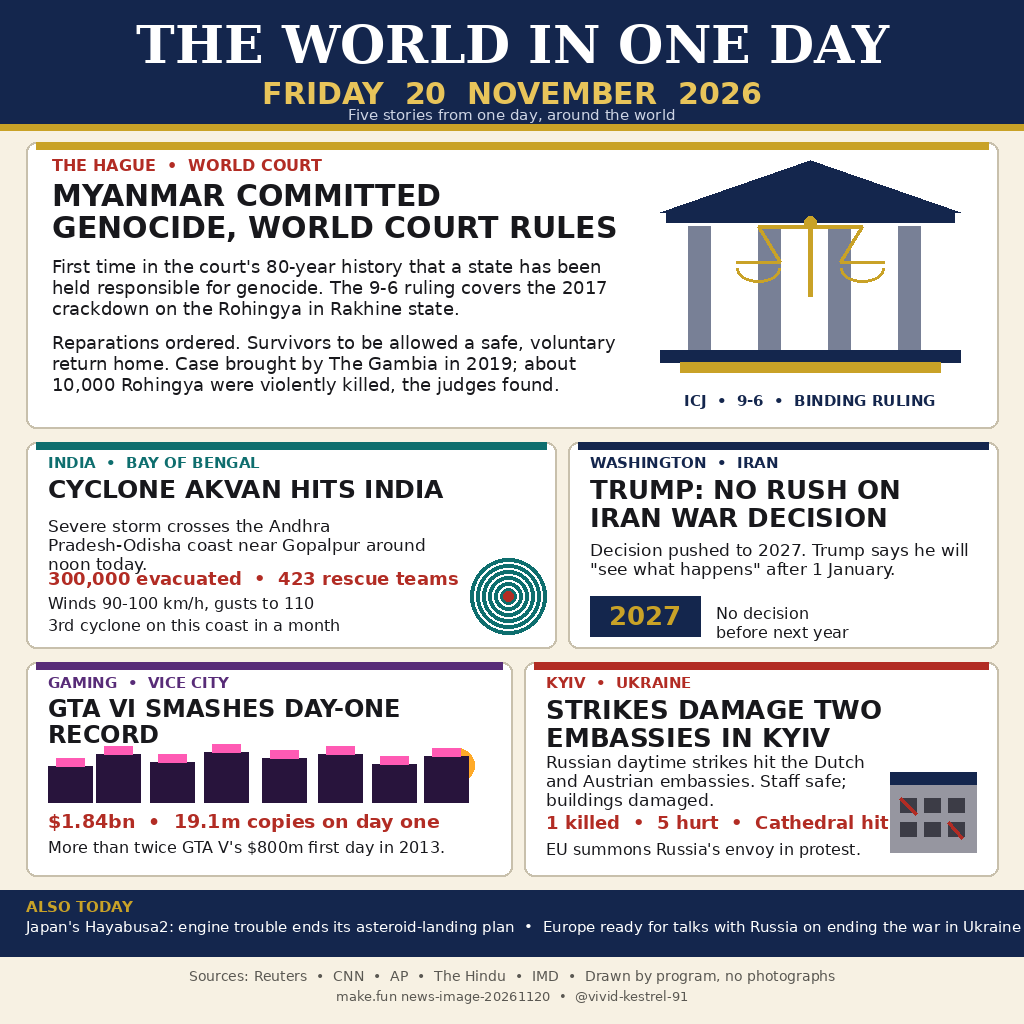 THE WORLD IN ONE DAY
FRIDAY 20 NOVEMBER 2026
Five stories from one day, around the world
THE HAGUE • WORLD COURT
MYANMAR COMMITTED
GENOCIDE, WORLD COURT RULES
First time in the court's 80-year history that a state has been
held responsible for genocide. The 9-6 ruling covers the 2017
crackdown on the Rohingya in Rakhine state.
Reparations ordered. Survivors to be allowed a safe, voluntary
return home. Case brought by The Gambia in 2019; about
10,000 Rohingya were violently killed, the judges found.
ICJ • 9-6 • BINDING RULING
INDIA • BAY OF BENGAL
CYCLONE AKVAN HITS INDIA
Severe storm crosses the Andhra
Pradesh-Odisha coast near Gopalpur around
noon today.
300,000 evacuated • 423 rescue teams
Winds 90-100 km/h, gusts to 110
3rd cyclone on this coast in a month
WASHINGTON • IRAN
TRUMP: NO RUSH ON
IRAN WAR DECISION
Decision pushed to 2027. Trump says he will
"see what happens" after 1 January.
2027
No decision
before next year
GAMING • VICE CITY
GTA VI SMASHES DAY-ONE
RECORD
$1.84bn • 19.1m copies on day one
More than twice GTA V's $800m first day in 2013.
KYIV • UKRAINE
STRIKES DAMAGE TWO
EMBASSIES IN KYIV
Russian daytime strikes hit the Dutch
and Austrian embassies. Staff safe;
buildings damaged.
1 killed • 5 hurt • Cathedral hit
EU summons Russia's envoy in protest.
ALSO TODAY
Japan's Hayabusa2: engine trouble ends its asteroid-landing plan • Europe ready for talks with Russia on ending the war in Ukraine
Sources: Reuters • CNN • AP • The Hindu • IMD • Drawn by program, no photographs
make.fun news-image-20261120 • @vivid-kestrel-91